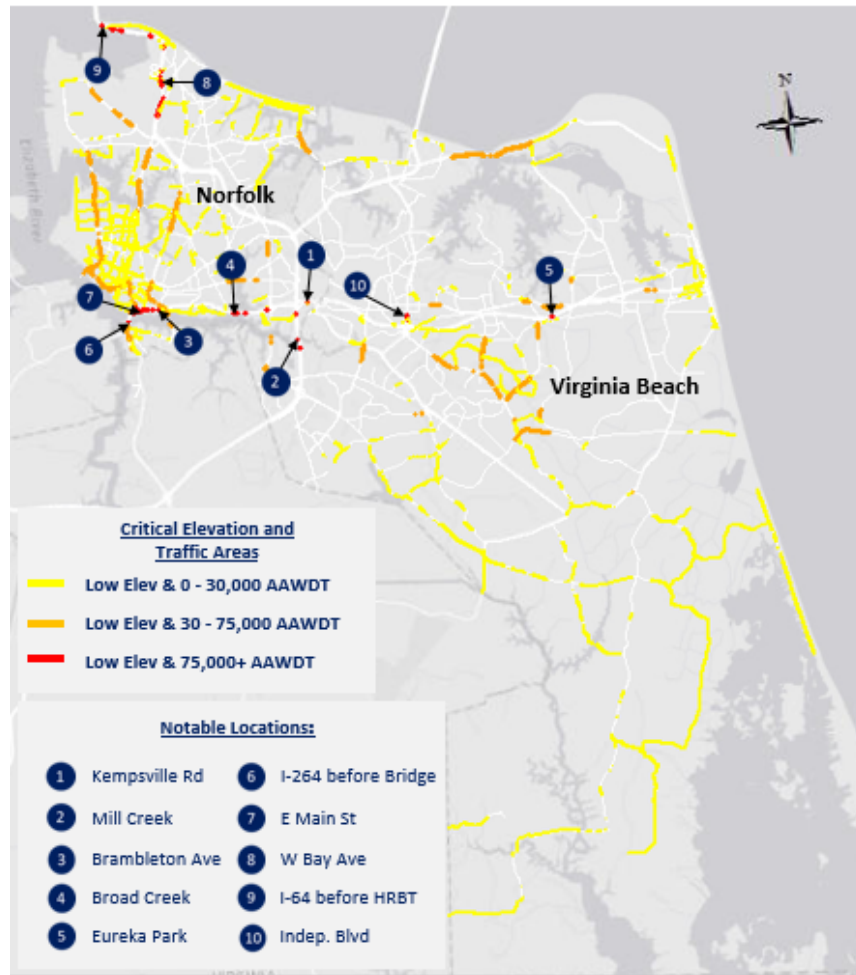 N
9
8
Elizabeth River
Norfolk
4
1
10
5
7
6
3
2
Virginia Beach
Critical Elevation and
Traffic Areas
Low Elev & 0 - 30,000 AAWDT
Low Elev & 30 - 75,000 AAWDT
Low Elev & 75,000+ AAWDT
Notable Locations:
1 Kempsville Rd
6 I-264 before Bridge
2 Mill Creek
7 E Main St
3 Brambleton Ave
8 W Bay Ave
4 Broad Creek
9 I-64 before HRBT
5 Eureka Park
10 Indep. Blvd
VIRGINIA